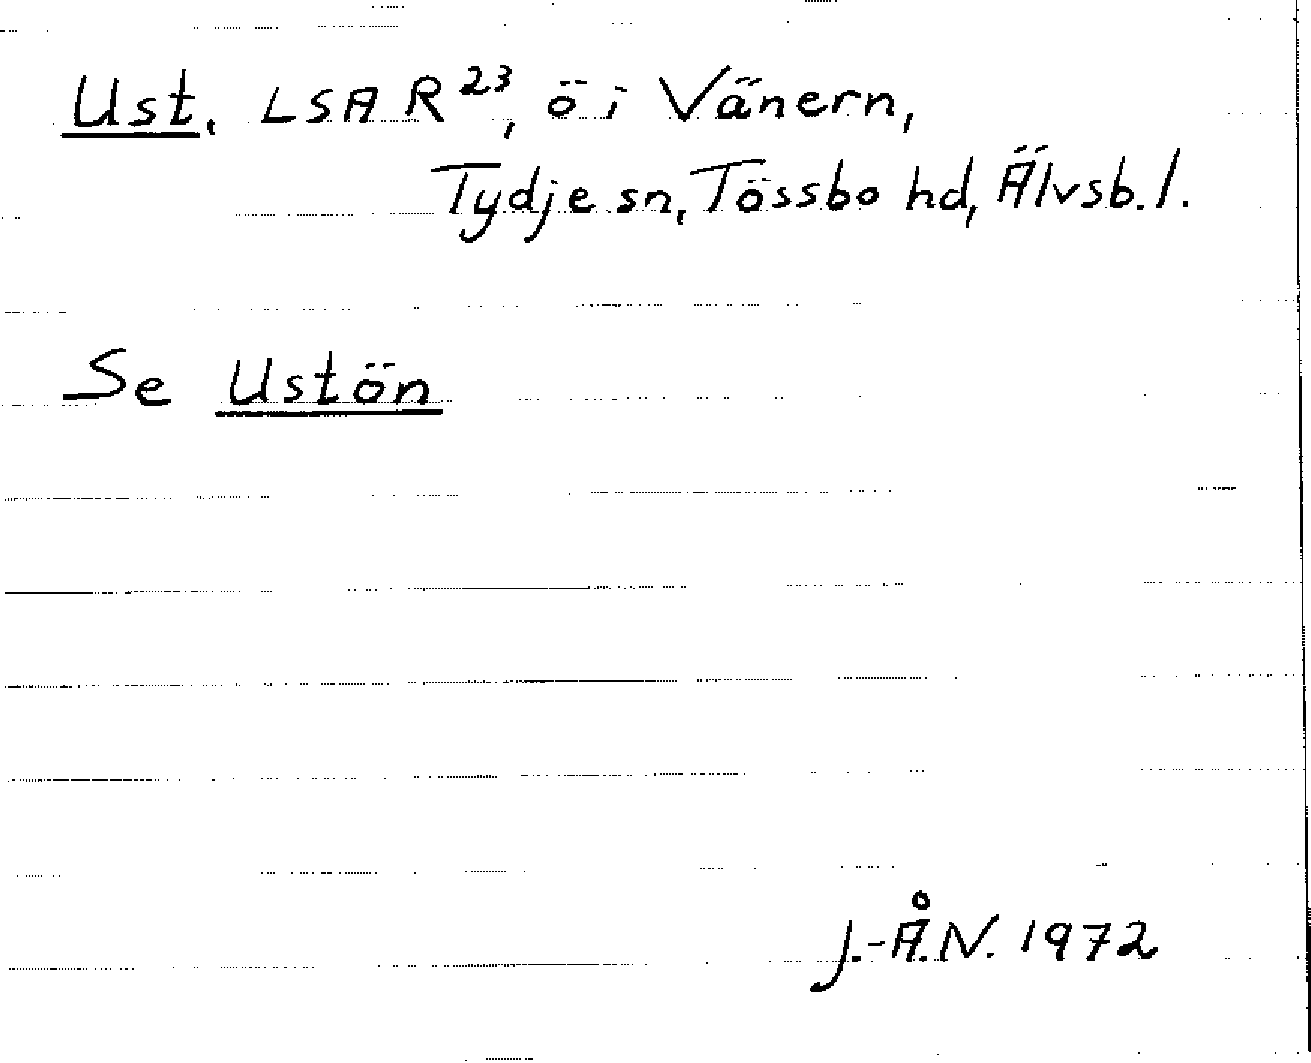 Ust, LSA R²³, ö i Vänern,
Tydje sn, Tössbo hd, Älvsb. l.
Se Ustön
J.-Å.N. 1972